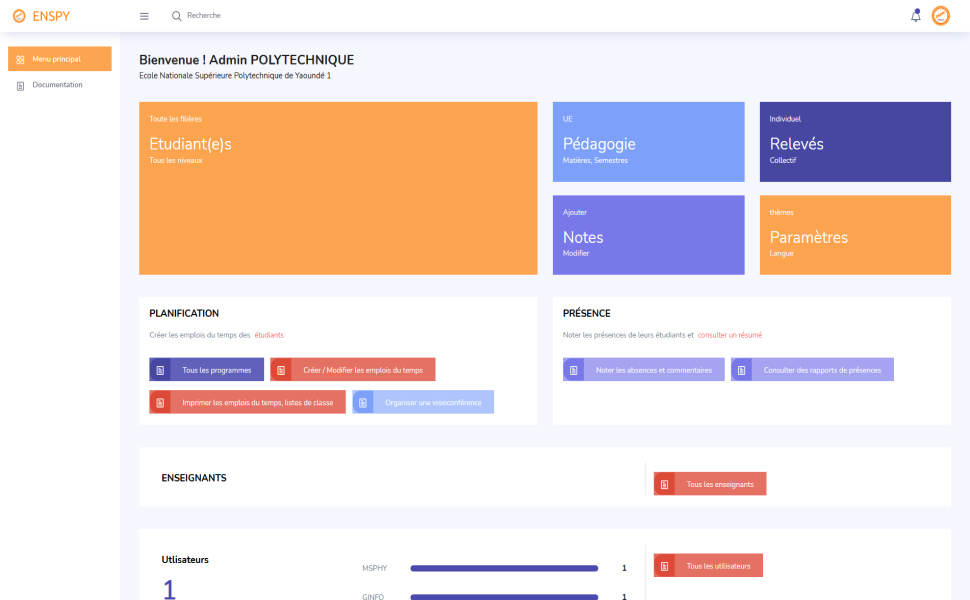 ENSPY
Recherche
Menu principal
Documentation
Bienvenue ! Admin POLYTECHNIQUE
Ecole Nationale Supérieure Polytechnique de Yaoundé 1
Toute les filières
Etudiant(e)s
Tous les niveaux
UE
Pédagogie
Matières, Semestres
Individuel
Relevés
Collectif
Ajouter
Notes
Modifier
thèmes
Paramètres
Langue
PLANIFICATION
Créer les emplois du temps des étudiants
Tous les programmes
Créer / Modifier les emplois du temps
Imprimer les emplois du temps, listes de classe
Organiser une visioconférence
PRÉSENCE
Noter les présences de leurs étudiants et consulter un résumé
Noter les absences et commentaires
Consulter des rapports de présences
ENSEIGNANTS
Tous les enseignants
Utlisateurs
1
MSPHY 1
GINFO 1
Tous les utilisateurs